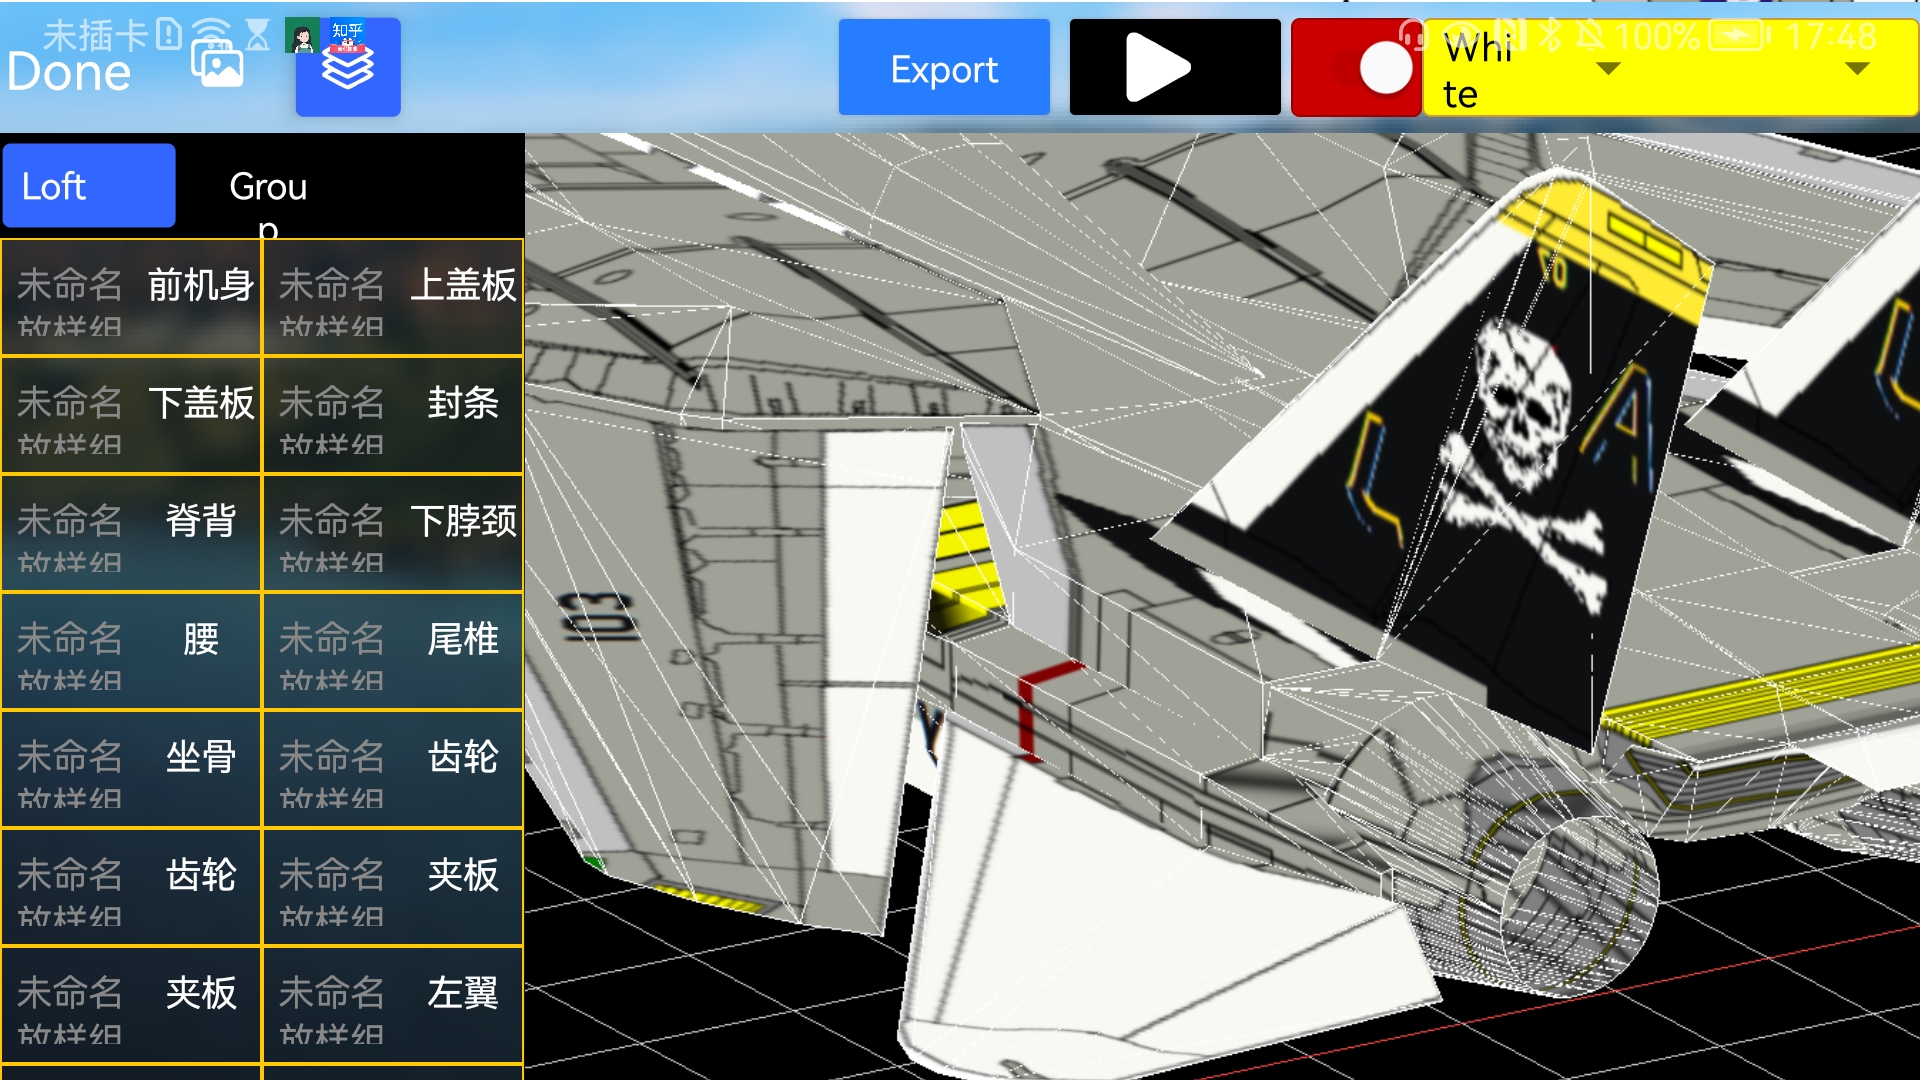 未插卡
知乎
100%
17:48
Done
Export
Whi
te
Loft
Grou
p
未命名
放样组
前机身
未命名
放样组
上盖板
未命名
放样组
下盖板
未命名
放样组
封条
未命名
放样组
脊背
未命名
放样组
下脖颈
未命名
放样组
腰
未命名
放样组
尾椎
未命名
放样组
坐骨
未命名
放样组
齿轮
未命名
放样组
齿轮
未命名
放样组
夹板
未命名
放样组
夹板
未命名
放样组
左翼
103
A